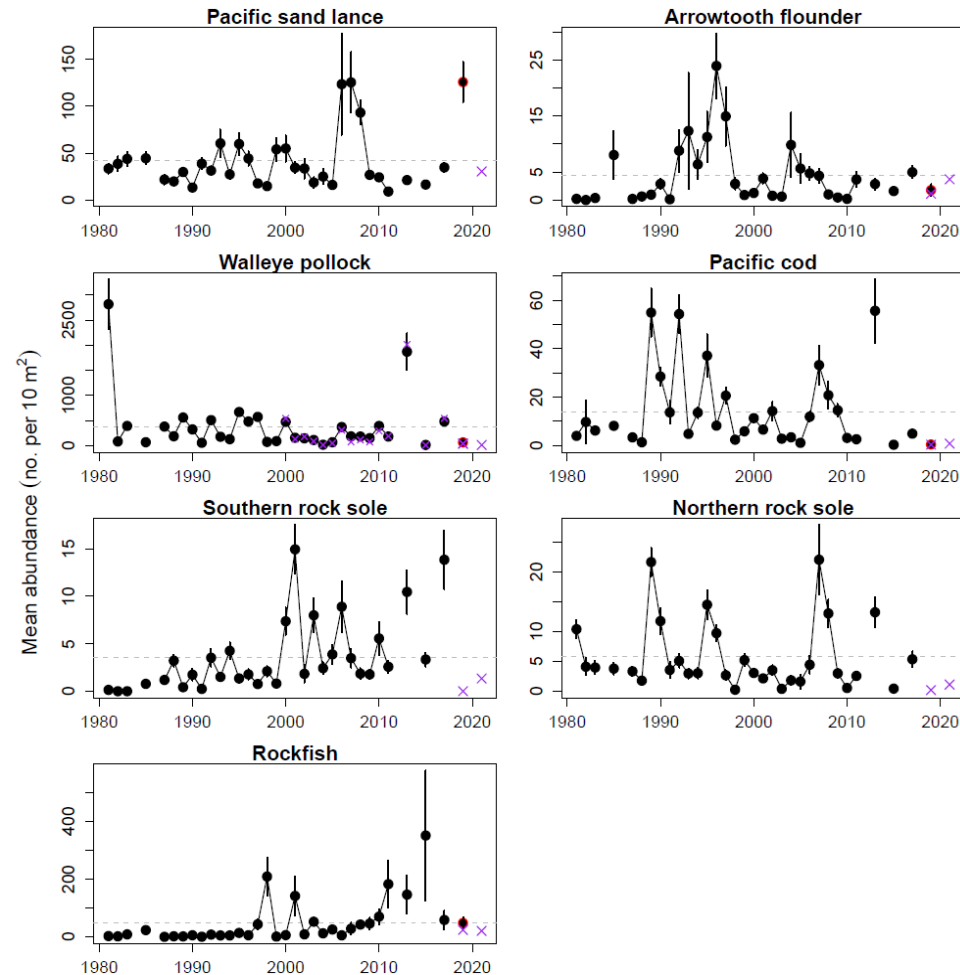 Pacific sand lance
Arrowtooth flounder
0 50 100 150
0 5 15 25
1980 1990 2000 2010 2020
1980 1990 2000 2010 2020
Walleye pollock
Pacific cod
0 1000 2500
0 20 40 60
1980 1990 2000 2010 2020
1980 1990 2000 2010 2020
Mean abundance (no. per 10 m²)
Southern rock sole
Northern rock sole
0 5 10 15
0 5 10 20
1980 1990 2000 2010 2020
1980 1990 2000 2010 2020
Rockfish
0 200 400
1980 1990 2000 2010 2020